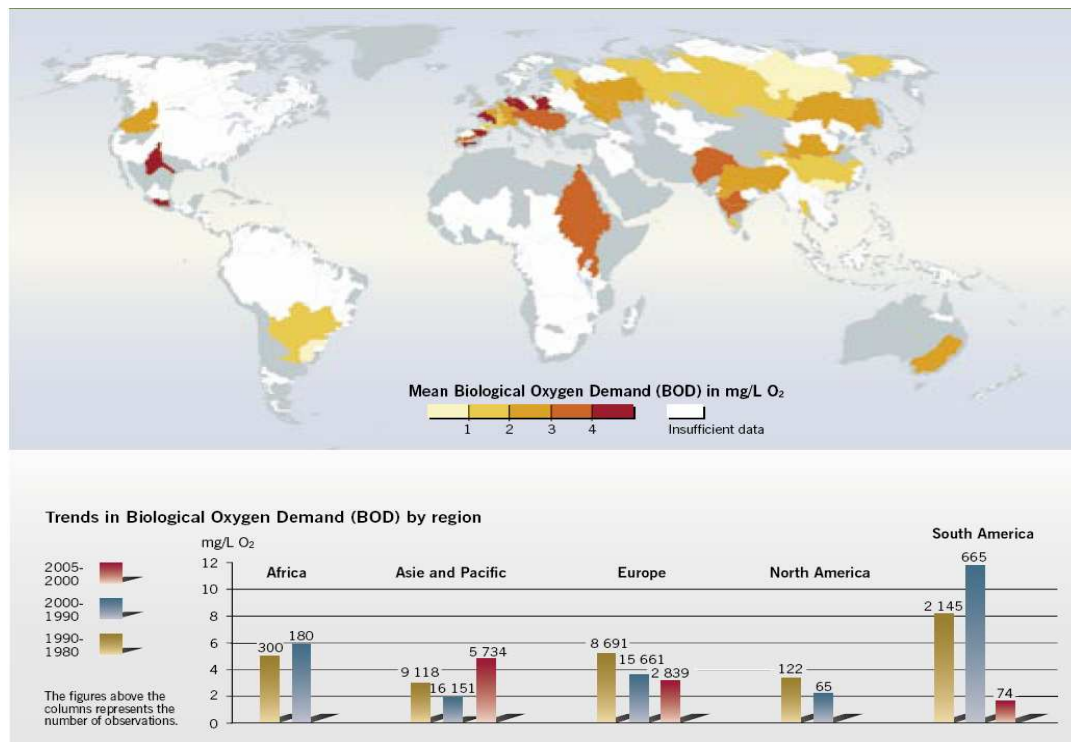 Mean Biological Oxygen Demand (BOD) in mg/L O₂
1 2 3 4
Insufficient data
Trends in Biological Oxygen Demand (BOD) by region
2005-
2000
2000-
1990
1990-
1980
The figures above the
columns represents the
number of observations.
mg/L O₂
12
10
8
6
4
2
0
Africa
300 180
Asie and Pacific
9 118 16 151 5 734
Europe
8 691 15 661 2 839
North America
122 65
South America
2 145 665 74